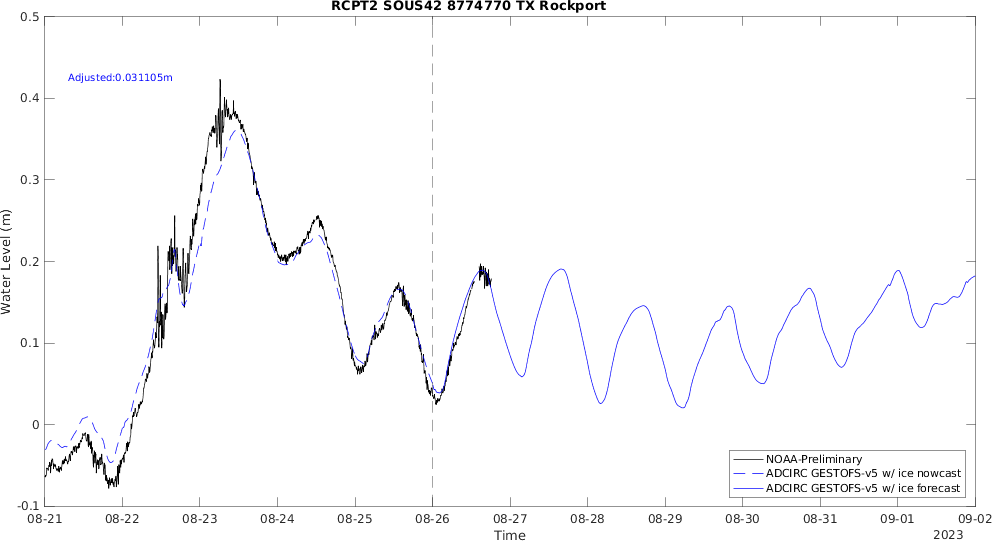 RCPT2 SOUS42 8774770 TX Rockport
Adjusted:0.031105m
Water Level (m)
0.5
0.4
0.3
0.2
0.1
0
-0.1
08-21 08-22 08-23 08-24 08-25 08-26 08-27 08-28 08-29 08-30 08-31 09-01 09-02
Time
2023
NOAA-Preliminary
ADCIRC GESTOFS-v5 w/ ice nowcast
ADCIRC GESTOFS-v5 w/ ice forecast